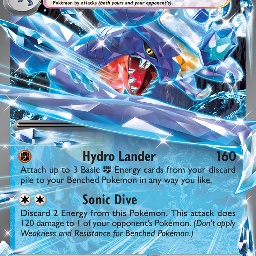 Pokémon by attacks (both yours and your opponent's).
Hydro Lander 160
Attach up to 3 Basic Energy cards from your discard
pile to your Benched Pokémon in any way you like.
Sonic Dive
Discard 2 Energy from this Pokémon. This attack does
120 damage to 1 of your opponent's Pokémon. (Don't apply
Weakness and Resistance for Benched Pokémon.)